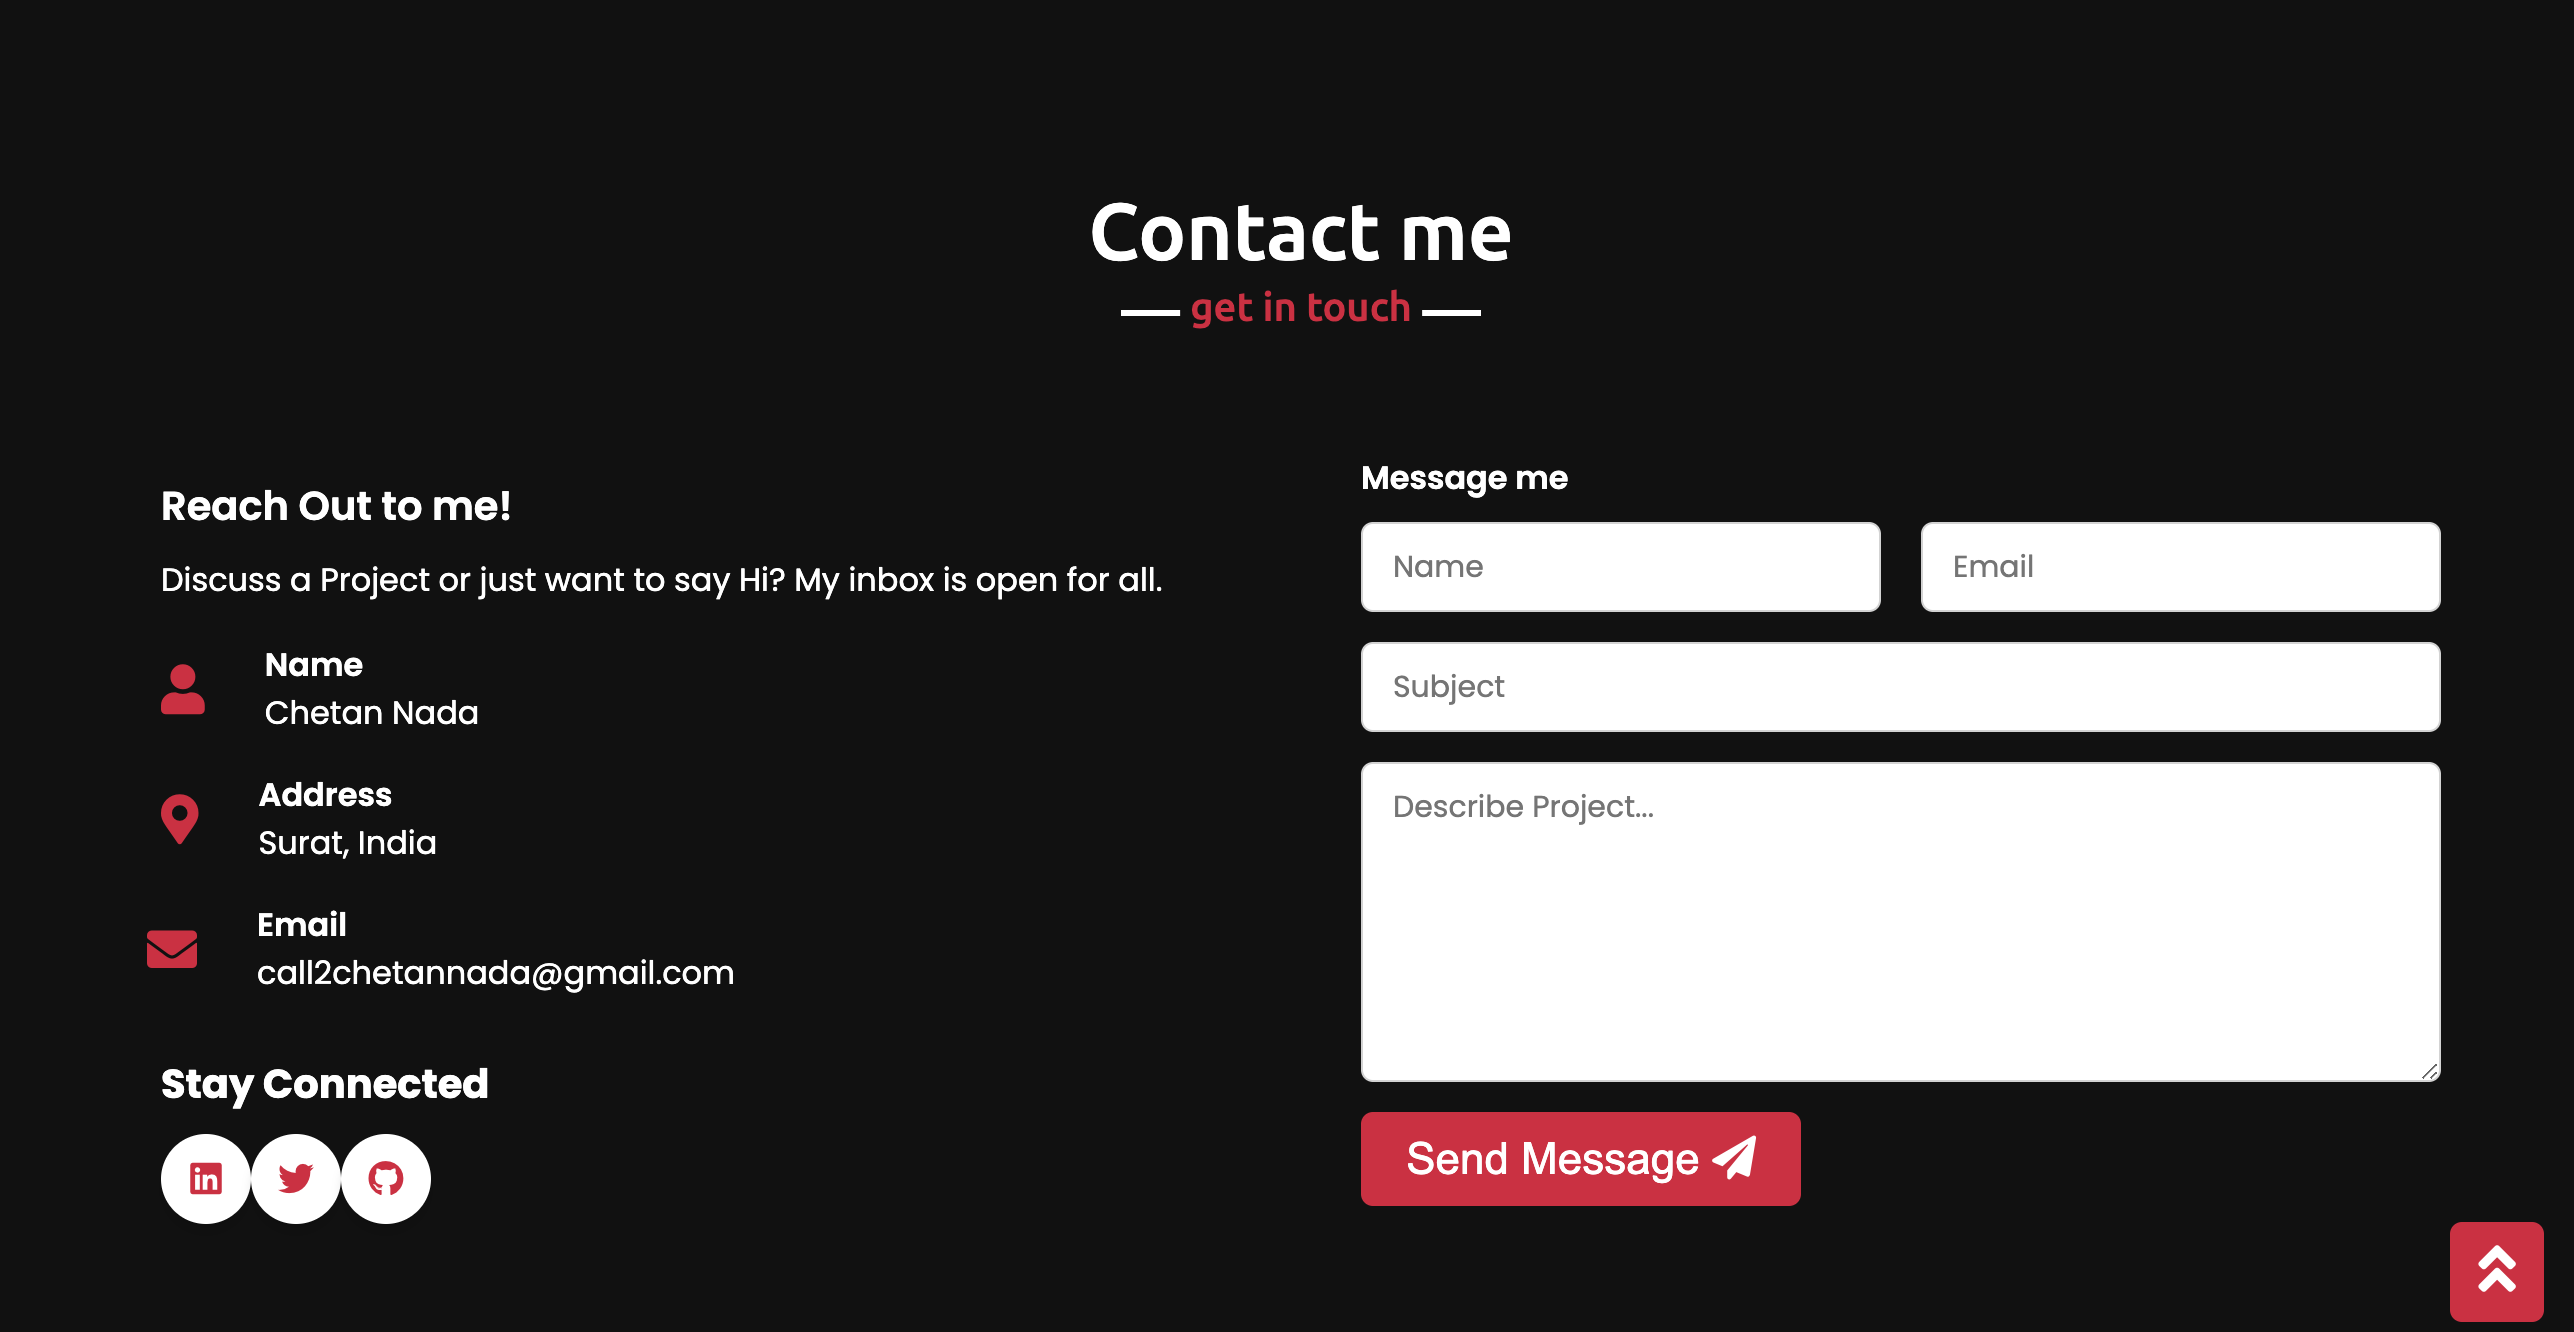 Contact me
get in touch
Reach Out to me!
Discuss a Project or just want to say Hi? My inbox is open for all.
Name
Chetan Nada
Address
Surat, India
Email
call2chetannada@gmail.com
Stay Connected
in
Message me
Name
Email
Subject
Describe Project...
Send Message